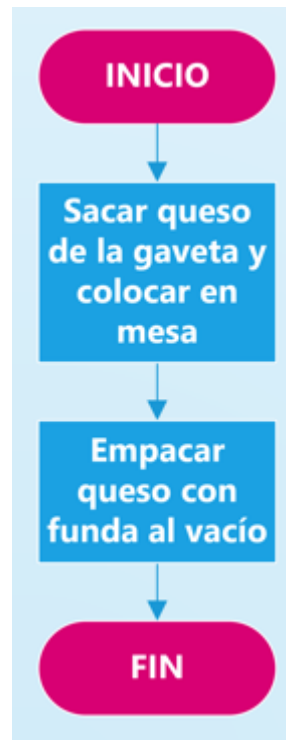 INICIO
Sacar queso
de la gaveta y
colocar en
mesa
Empacar
queso con
funda al vacío
FIN